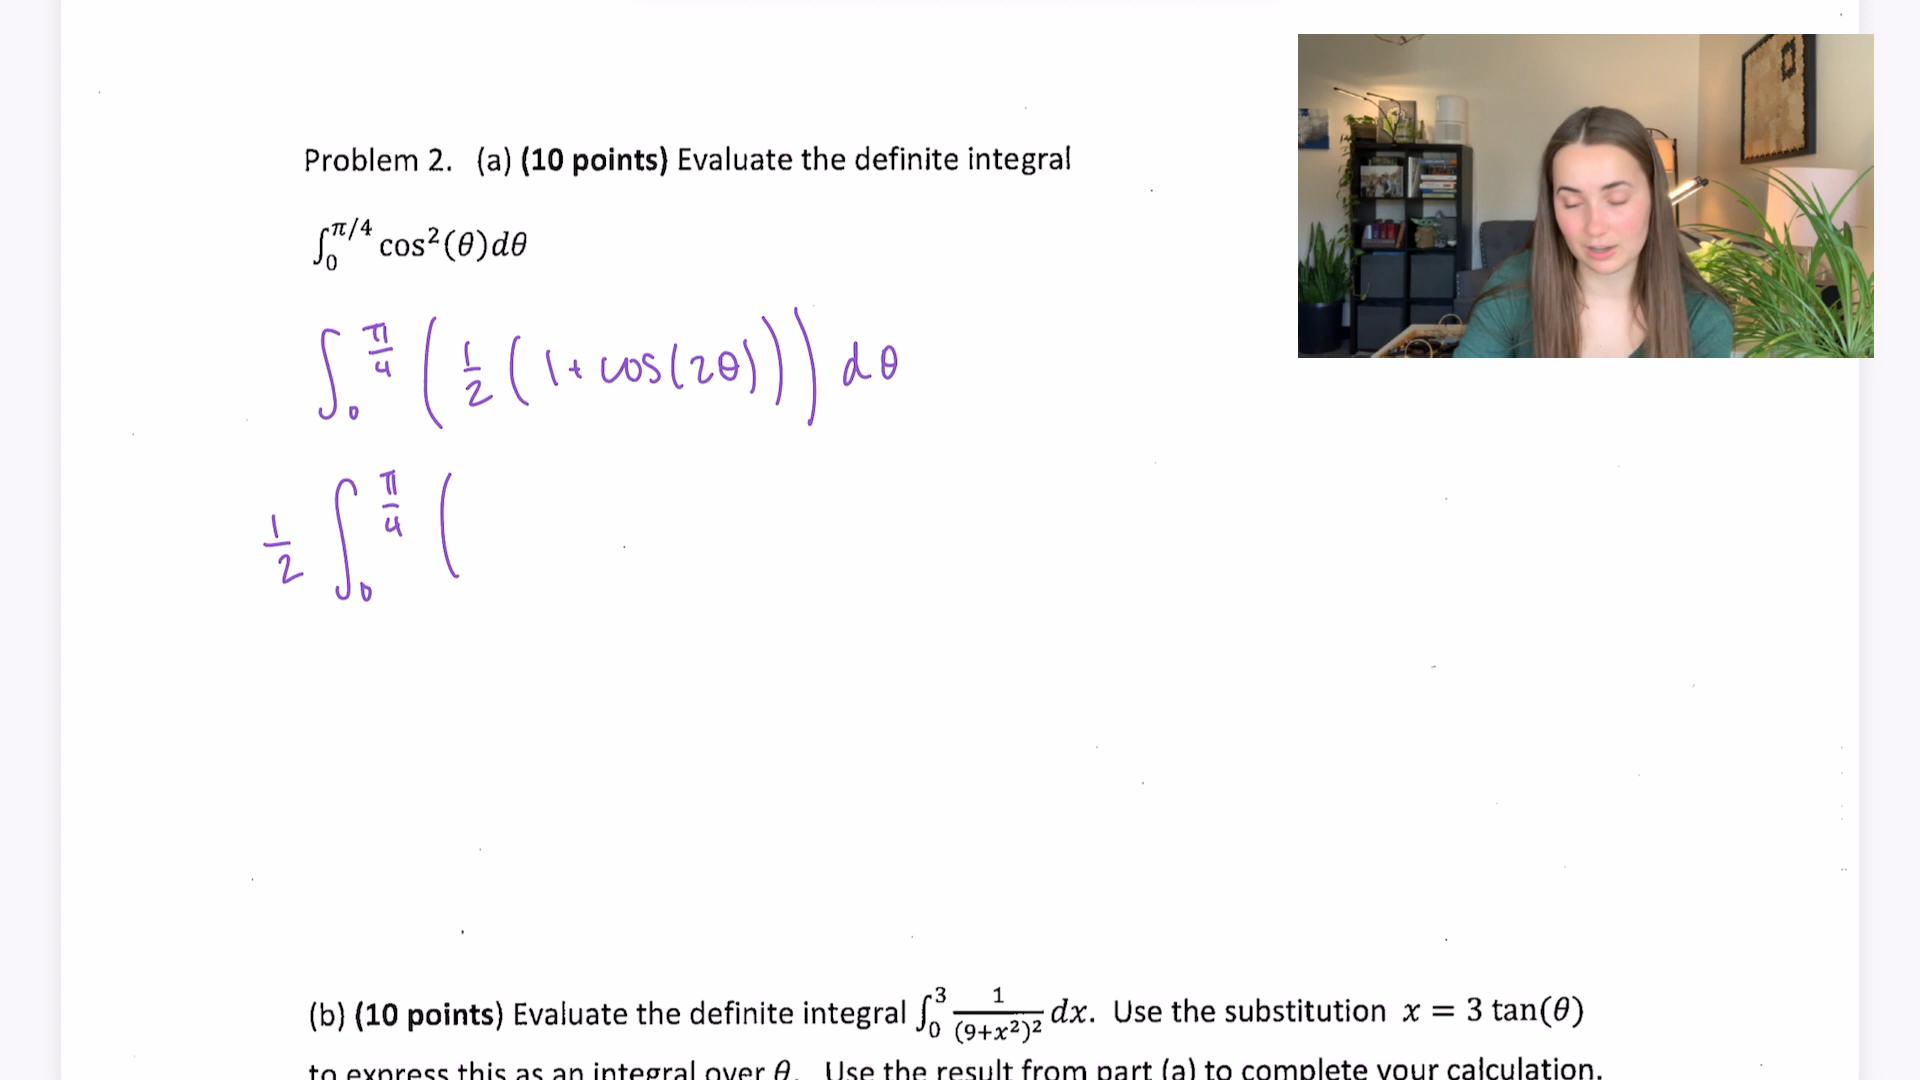 Problem 2. (a) (10 points) Evaluate the definite integral
∫₀^{π/4} cos²(θ)dθ
∫₀^{π/4} (1/2 (1 + cos(2θ))) dθ
1/2 ∫₀^{π/4} (
(b) (10 points) Evaluate the definite integral ∫₀³ 1/(9+x²)² dx. Use the substitution x = 3 tan(θ)
to express this as an integral over θ. Use the result from part (a) to complete your calculation.